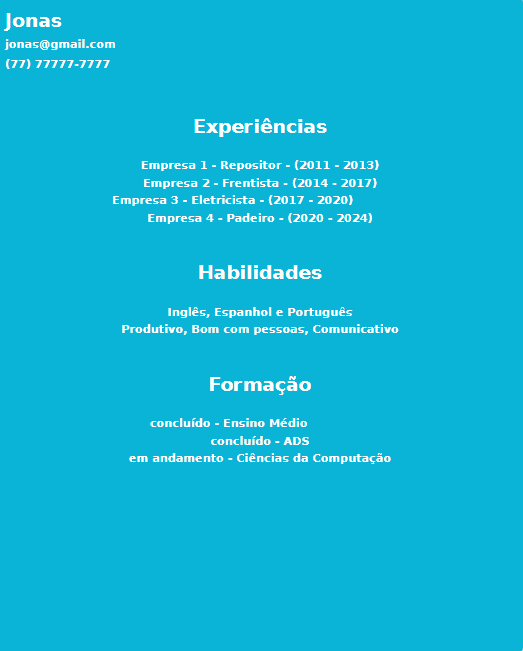 Jonas
jonas@gmail.com
(77) 77777-7777
Experiências
Empresa 1 - Repositor - (2011 - 2013)
Empresa 2 - Frentista - (2014 - 2017)
Empresa 3 - Eletricista - (2017 - 2020)
Empresa 4 - Padeiro - (2020 - 2024)
Habilidades
Inglês, Espanhol e Português
Produtivo, Bom com pessoas, Comunicativo
Formação
concluído - Ensino Médio
concluído - ADS
em andamento - Ciências da Computação